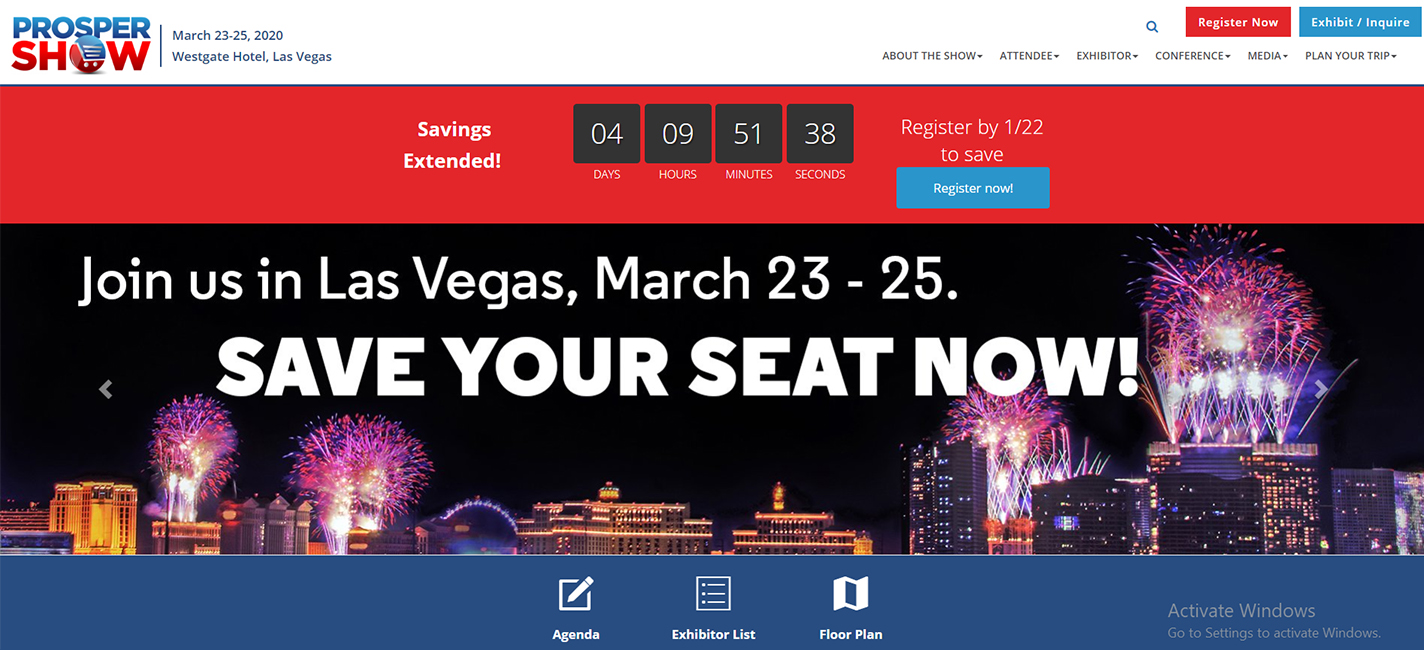 PROSPER
SHOW
March 23-25, 2020
Westgate Hotel, Las Vegas
Register Now
Exhibit / Inquire
ABOUT THE SHOW
ATTENDEE
EXHIBITOR
CONFERENCE
MEDIA
PLAN YOUR TRIP
Savings
Extended!
04
09
51
38
DAYS
HOURS
MINUTES
SECONDS
Register by 1/22
to save
Register now!
Join us in Las Vegas, March 23 - 25.
SAVE YOUR SEAT NOW!
Agenda
Exhibitor List
Floor Plan
Activate Windows
Go to Settings to activate Windows.